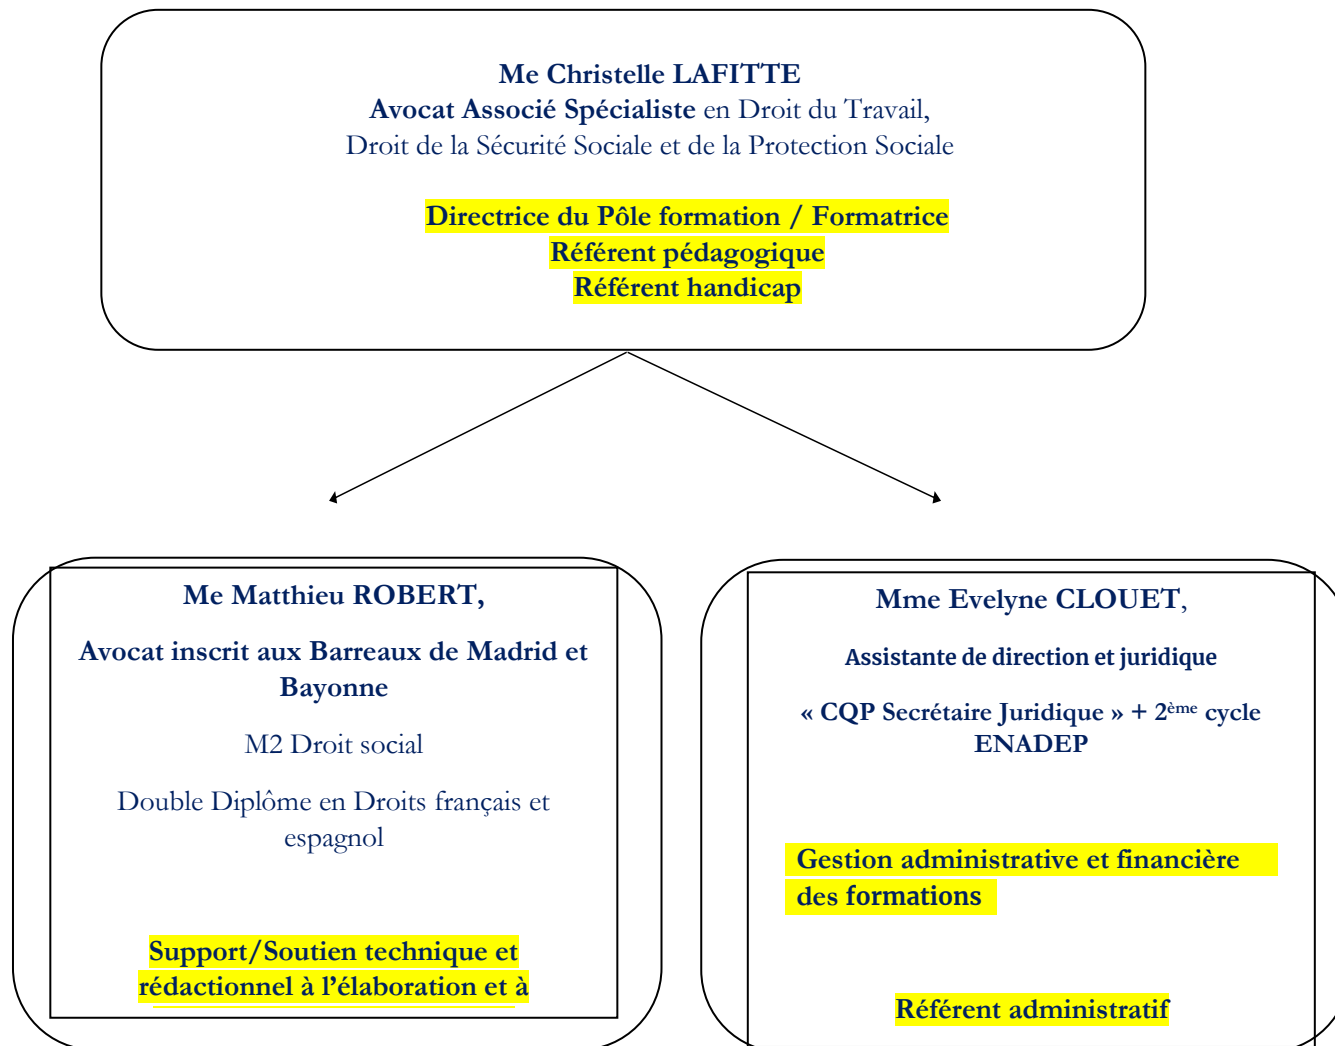 Me Christelle LAFITTE
Avocat Associé Spécialiste en Droit du Travail,
Droit de la Sécurité Sociale et de la Protection Sociale
Directrice du Pôle formation / Formatrice
Référent pédagogique
Référent handicap
Me Matthieu ROBERT,
Avocat inscrit aux Barreaux de Madrid et
Bayonne
M2 Droit social
Double Diplôme en Droits français et
espagnol
Support/Soutien technique et
rédactionnel à l’élaboration et à
Mme Evelyne CLOUET,
Assistante de direction et juridique
« CQP Secrétaire Juridique » + 2ème cycle
ENADEP
Gestion administrative et financière
des formations
Référent administratif